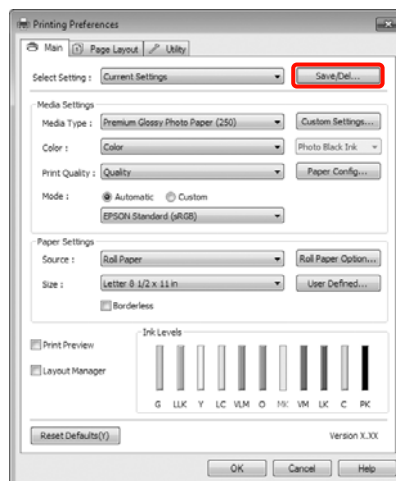 Printing Preferences
Main Page Layout Utility
Select Setting : Current Settings Save/Del...
Media Settings
Media Type : Premium Glossy Photo Paper (250) Custom Settings...
Color : Color Photo Black Ink
Print Quality : Quality Paper Config...
Mode : Automatic Custom
EPSON Standard (sRGB)
Paper Settings
Source : Roll Paper Roll Paper Option...
Size : Letter 8 1/2 x 11 in User Defined...
Borderless
Ink Levels
Print Preview
Layout Manager
G LLK Y LC VLM O MK VM LK C PK
Reset Defaults(Y) Version X.XX
OK Cancel Help